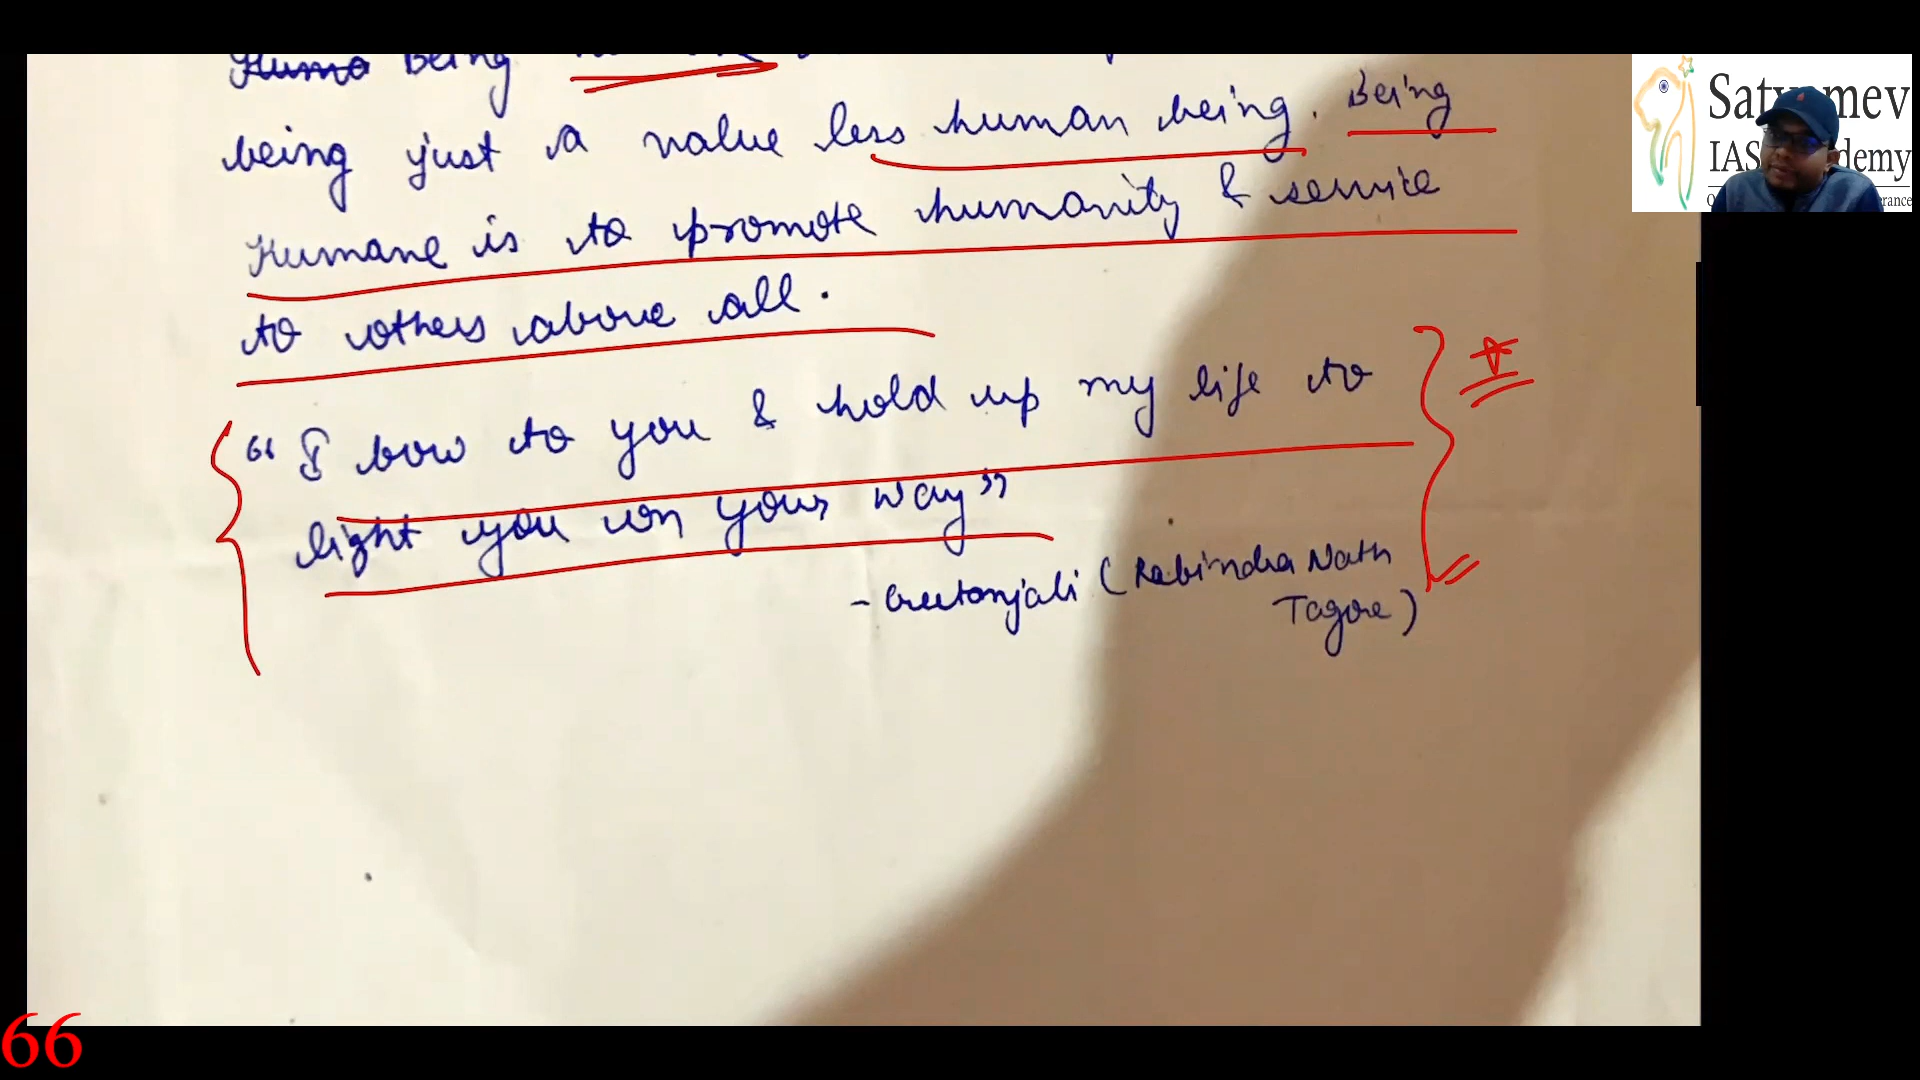 Being
being just a value less human being. Being
Humane is to promote humanity & service
to others above all.
"I bow to you & hold up my life to
light you on your way"
- Geetanjali (Rabindra Nath
Tagore)
Satyamev
IAS Academy
66